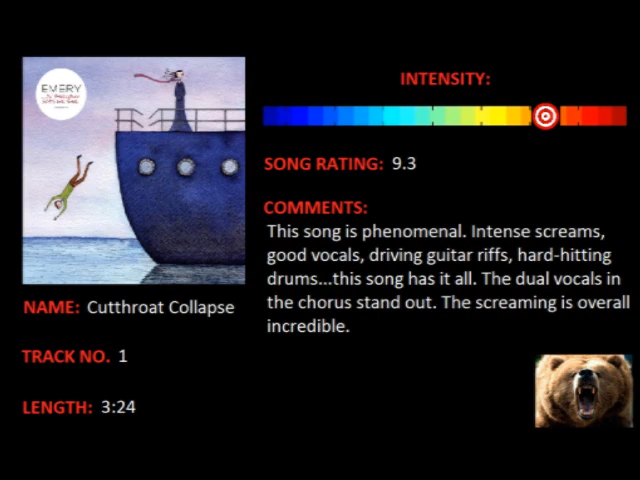 EMERY
INTENSITY:
SONG RATING: 9.3
COMMENTS:
This song is phenomenal. Intense screams,
good vocals, driving guitar riffs, hard-hitting
drums...this song has it all. The dual vocals in
the chorus stand out. The screaming is overall
incredible.
NAME: Cutthroat Collapse
TRACK NO. 1
LENGTH: 3:24